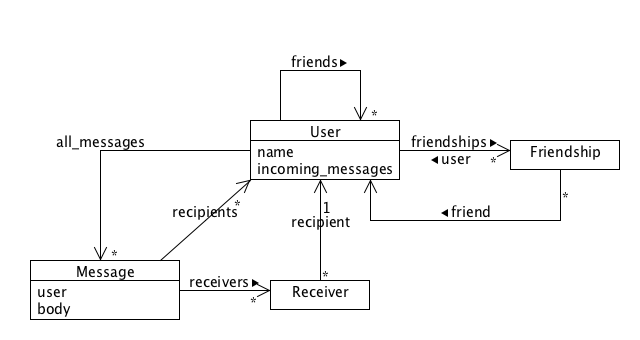 friends►
*
User
name
incoming_messages
all_messages
friendships►
◄user
*
Friendship
*
◄friend
recipients
*
1
recipient
*
*
Message
user
body
receivers►
*
Receiver